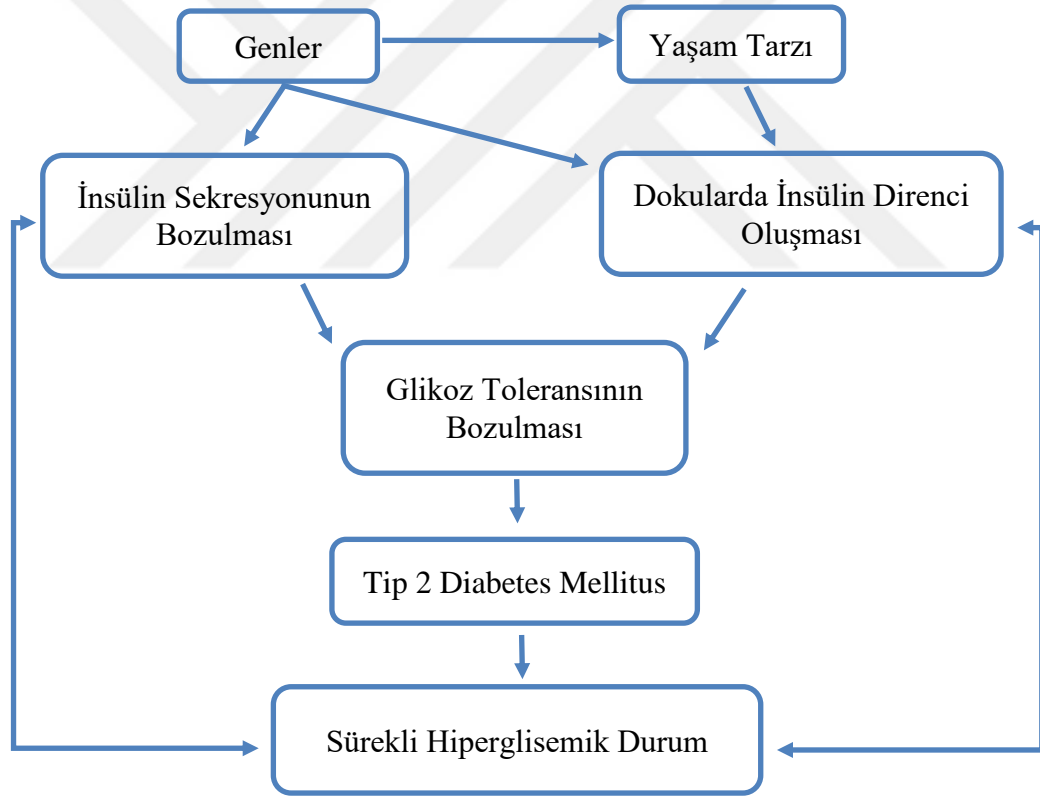 Genler
Yaşam Tarzı
İnsülin Sekresyonunun
Bozulması
Dokularda İnsülin Direnci
Oluşması
Glikoz Toleransının
Bozulması
Tip 2 Diabetes Mellitus
Sürekli Hiperglisemik Durum